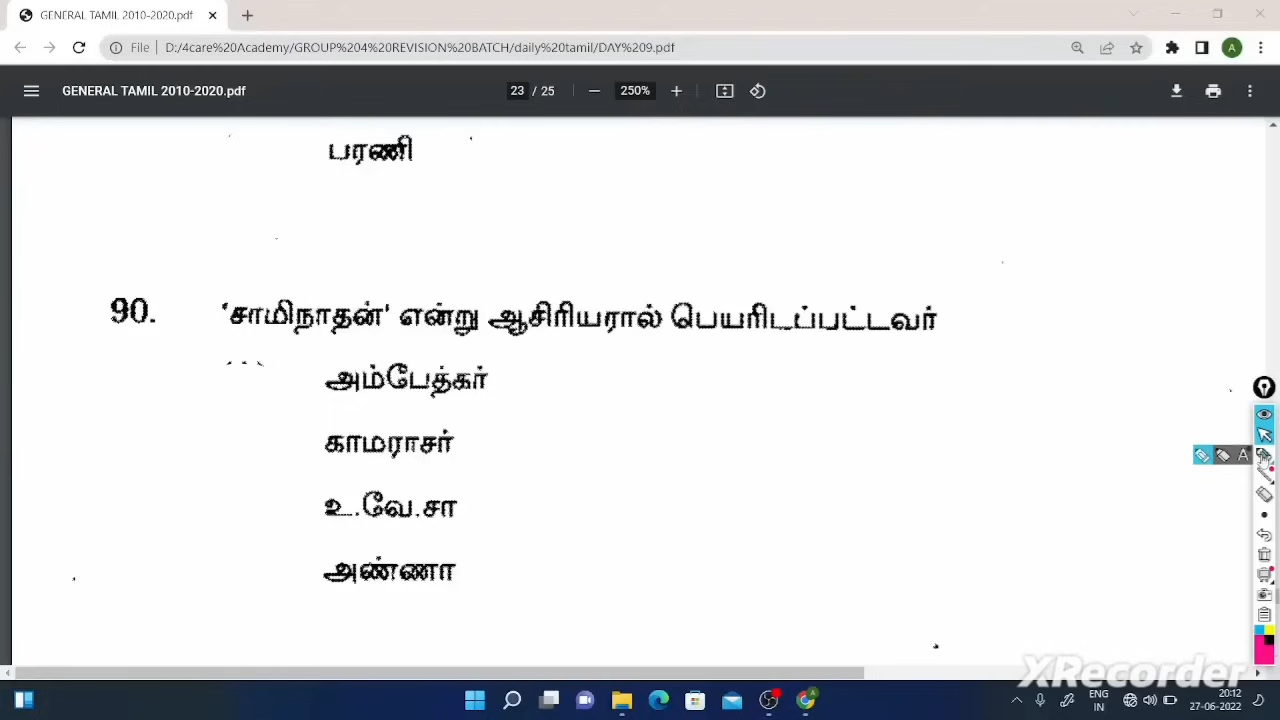 GENERAL TAMIL 2010-2020.pdf
File D:/4care%20Academy/GROUP%204%20REVISION%20BATCH/daily%20tamil/DAY%209.pdf
A
GENERAL TAMIL 2010-2020.pdf 23 / 25 250%
பரணி
90. 'சாமிநாதன்' என்று ஆசிரியரால் பெயரிடப்பட்டவர்
அம்பேத்கர்
காமராசர்
A
உ.வே.சா
அண்ணா
XRecorder
ENG 20:12
IN 27-06-2022